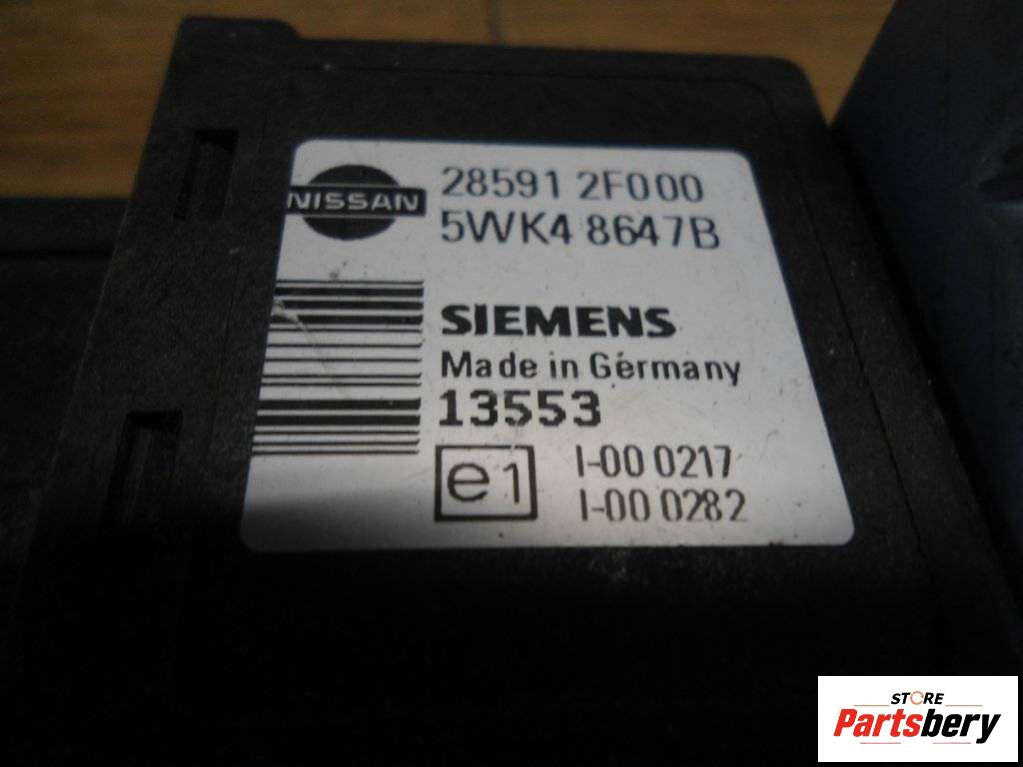 NISSAN
28591 2F000
5WK4 8647B
SIEMENS
Made in Germany
13553
e1
I-00 0217
I-00 0282
STORE
Partsbery